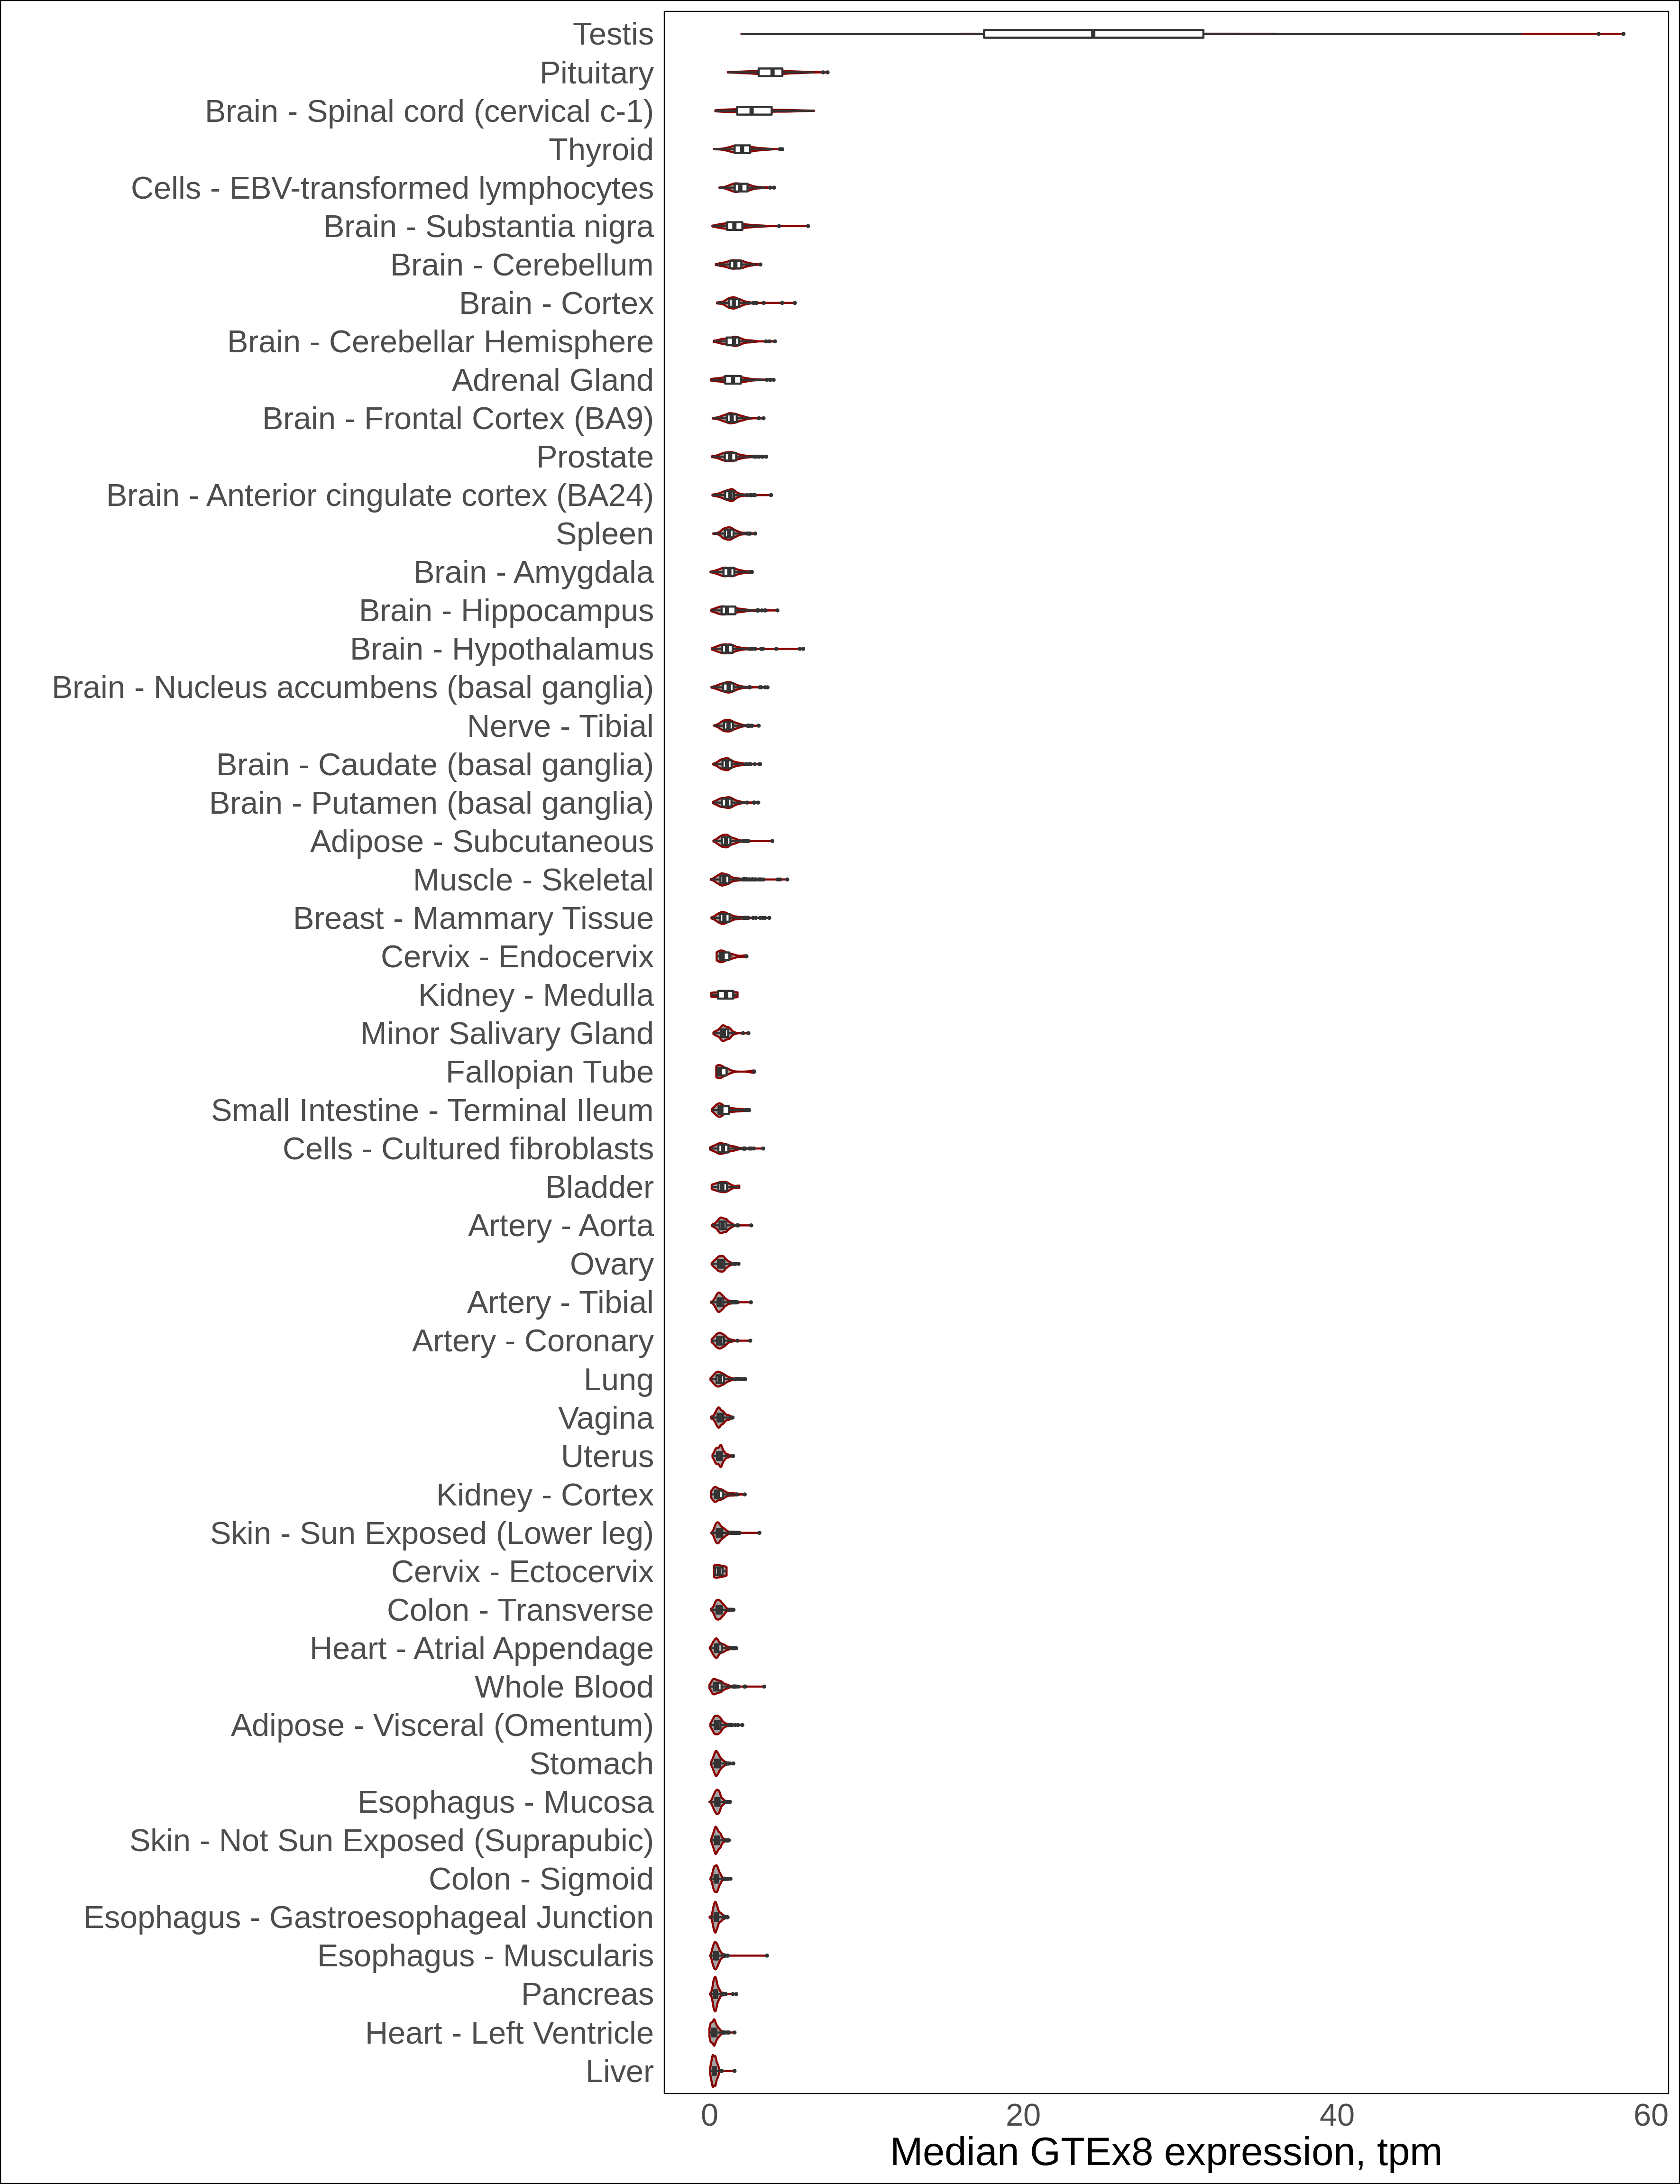 Testis
Pituitary
Brain - Spinal cord (cervical c-1)
Thyroid
Cells - EBV-transformed lymphocytes
Brain - Substantia nigra
Brain - Cerebellum
Brain - Cortex
Brain - Cerebellar Hemisphere
Adrenal Gland
Brain - Frontal Cortex (BA9)
Prostate
Brain - Anterior cingulate cortex (BA24)
Spleen
Brain - Amygdala
Brain - Hippocampus
Brain - Hypothalamus
Brain - Nucleus accumbens (basal ganglia)
Nerve - Tibial
Brain - Caudate (basal ganglia)
Brain - Putamen (basal ganglia)
Adipose - Subcutaneous
Muscle - Skeletal
Breast - Mammary Tissue
Cervix - Endocervix
Kidney - Medulla
Minor Salivary Gland
Fallopian Tube
Small Intestine - Terminal Ileum
Cells - Cultured fibroblasts
Bladder
Artery - Aorta
Ovary
Artery - Tibial
Artery - Coronary
Lung
Vagina
Uterus
Kidney - Cortex
Skin - Sun Exposed (Lower leg)
Cervix - Ectocervix
Colon - Transverse
Heart - Atrial Appendage
Whole Blood
Adipose - Visceral (Omentum)
Stomach
Esophagus - Mucosa
Skin - Not Sun Exposed (Suprapubic)
Colon - Sigmoid
Esophagus - Gastroesophageal Junction
Esophagus - Muscularis
Pancreas
Heart - Left Ventricle
Liver
0 20 40 60
Median GTEx8 expression, tpm